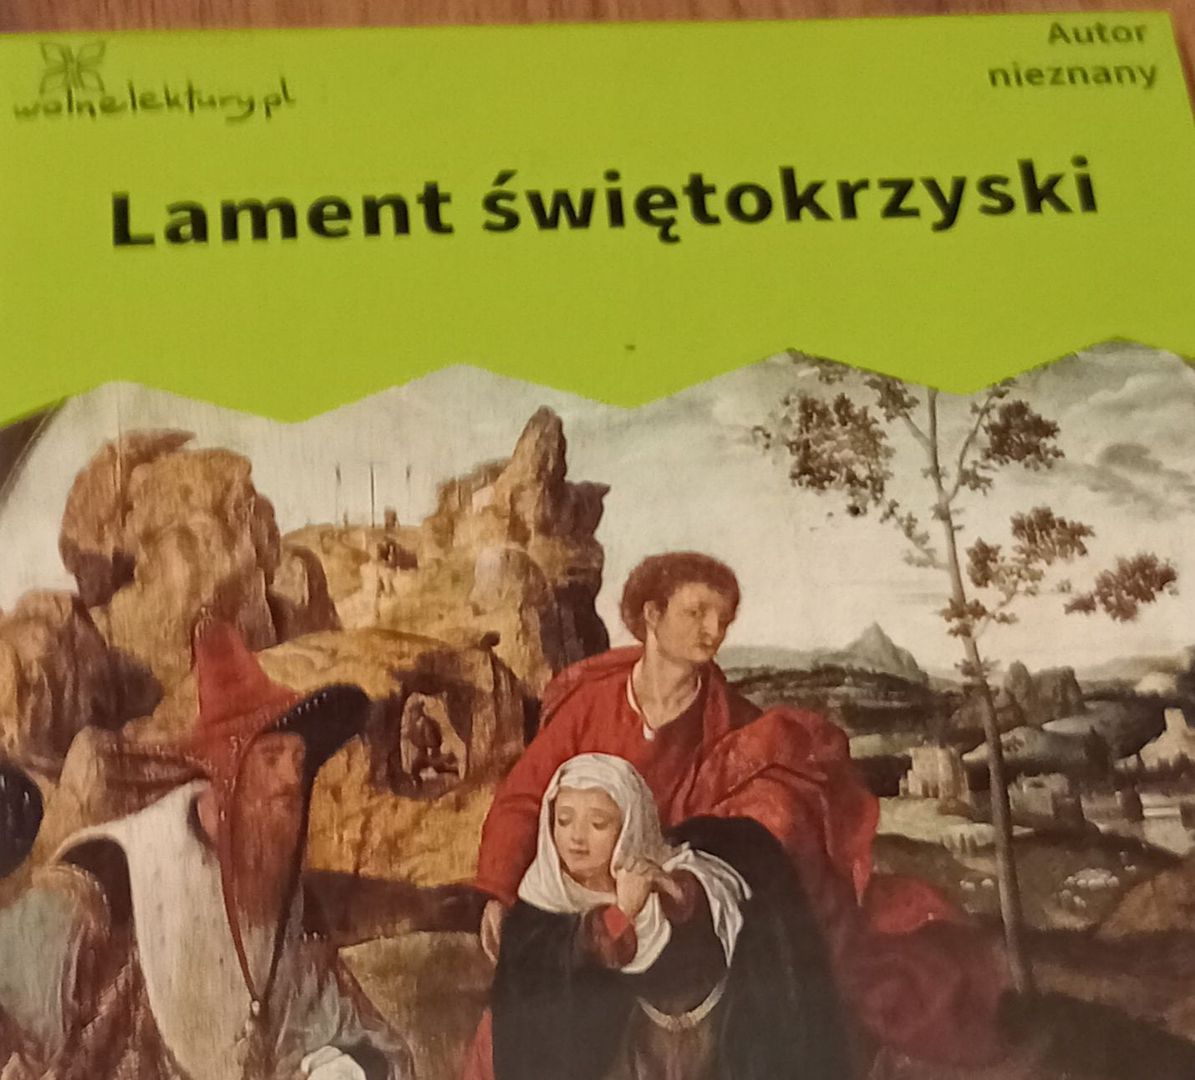 wolnelektury.pl
Autor
nieznany
Lament świętokrzyski